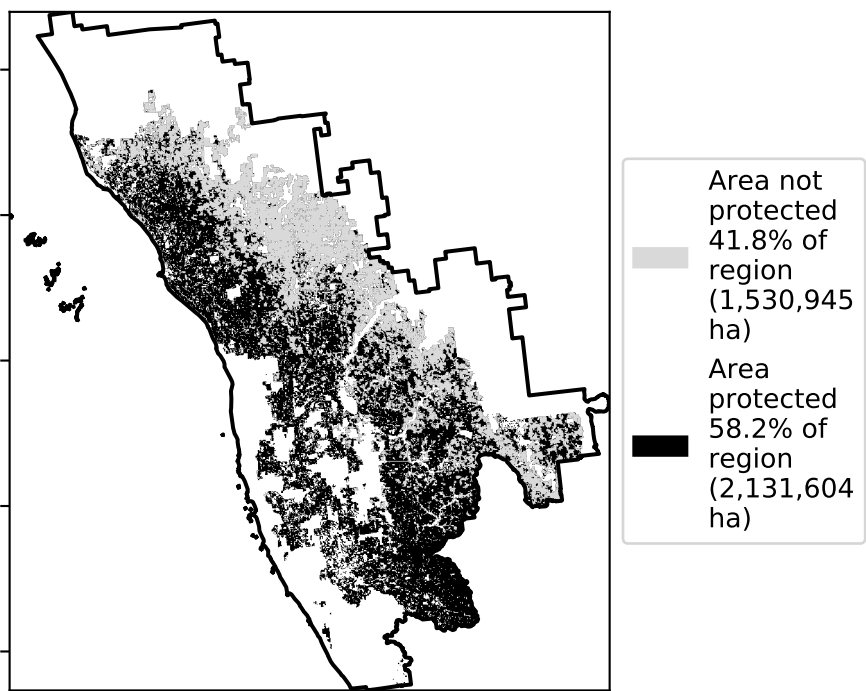 Area not
protected
41.8% of
region
(1,530,945
ha)
Area
protected
58.2% of
region
(2,131,604
ha)